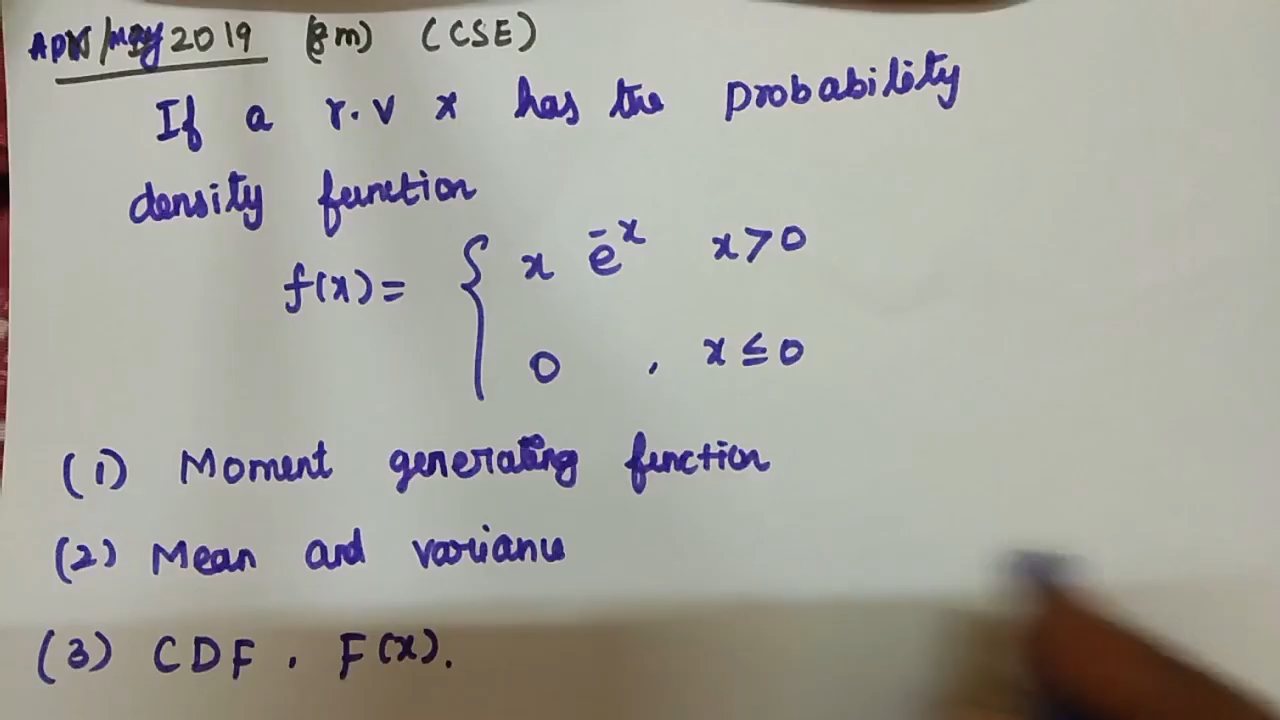 Apr/May 2019 (8m) (CSE)
If a r.v x has the probability
density function
f(x)= { x e⁻ˣ x>0
0 , x≤0
(1) Moment generating function
(2) Mean and variance
(3) CDF . F(x).